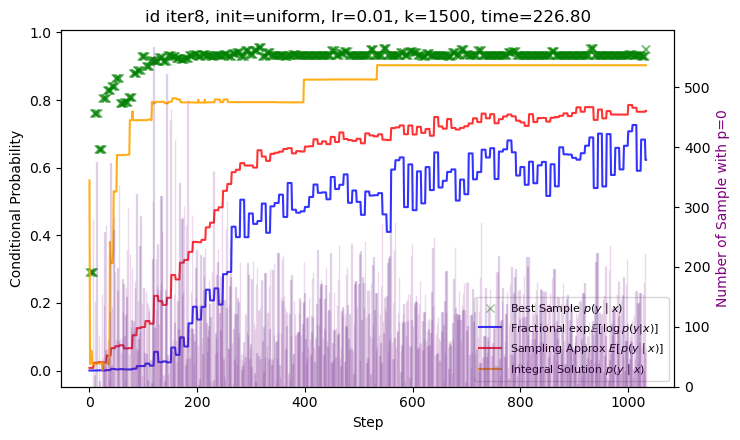 id iter8, init=uniform, lr=0.01, k=1500, time=226.80
Conditional Probability
1.0
0.8
0.6
0.4
0.2
0.0
0
200
400
600
800
1000
Step
500
400
300
200
100
0
Number of Sample with p=0
Best Sample p(y | x)
Fractional exp𝔼[log p(y|x)]
Sampling Approx E[p(y | x)]
Integral Solution p(y | x)